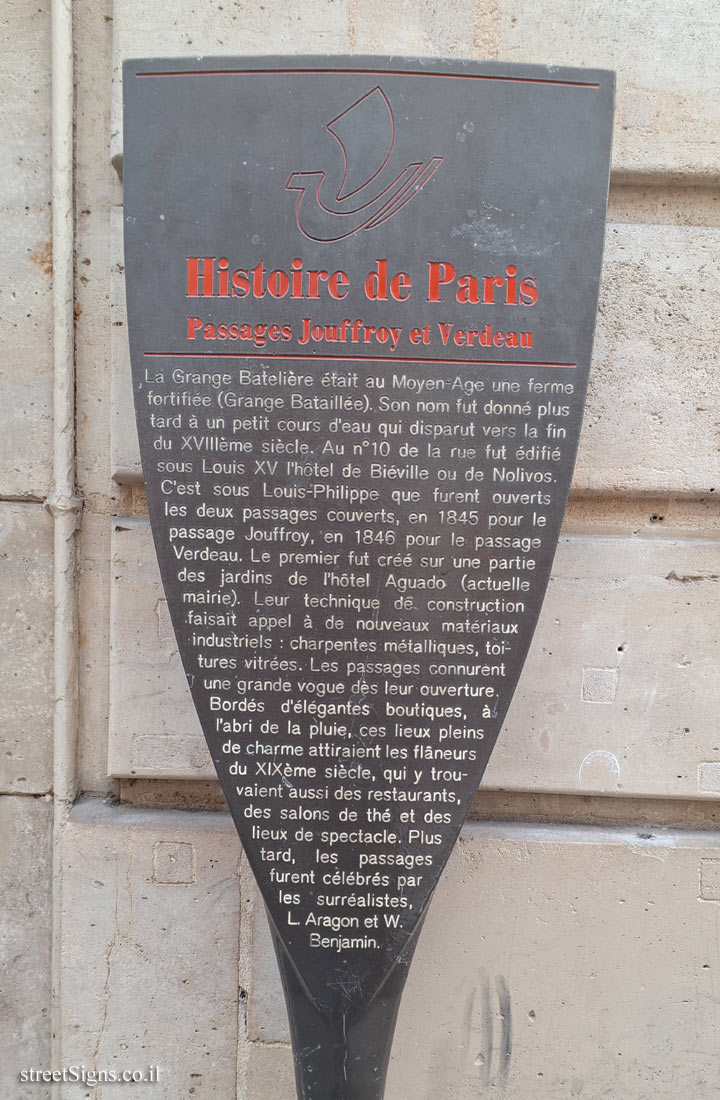 Histoire de Paris
Passages Jouffroy et Verdeau
La Grange Batelière était au Moyen-Age une ferme
fortifiée (Grange Bataillée). Son nom fut donné plus
tard à un petit cours d'eau qui disparut vers la fin
du XVIIIème siècle. Au n°10 de la rue fut édifié
sous Louis XV l'hôtel de Biéville ou de Nolivos.
C'est sous Louis-Philippe que furent ouverts
les deux passages couverts, en 1845 pour le
passage Jouffroy, en 1846 pour le passage
Verdeau. Le premier fut créé sur une partie
des jardins de l'hôtel Aguado (actuelle
mairie). Leur technique de construction
faisait appel à de nouveaux matériaux
industriels : charpentes métalliques, toi-
tures vitrées. Les passages connurent
une grande vogue dès leur ouverture.
Bordés d'élégantes boutiques, à
l'abri de la pluie, ces lieux pleins
de charme attiraient les flâneurs
du XIXème siècle, qui y trou-
vaient aussi des restaurants,
des salons de thé et des
lieux de spectacle. Plus
tard, les passages
furent célébrés par
les surréalistes,
L. Aragon et W.
Benjamin.
streetSigns.co.il